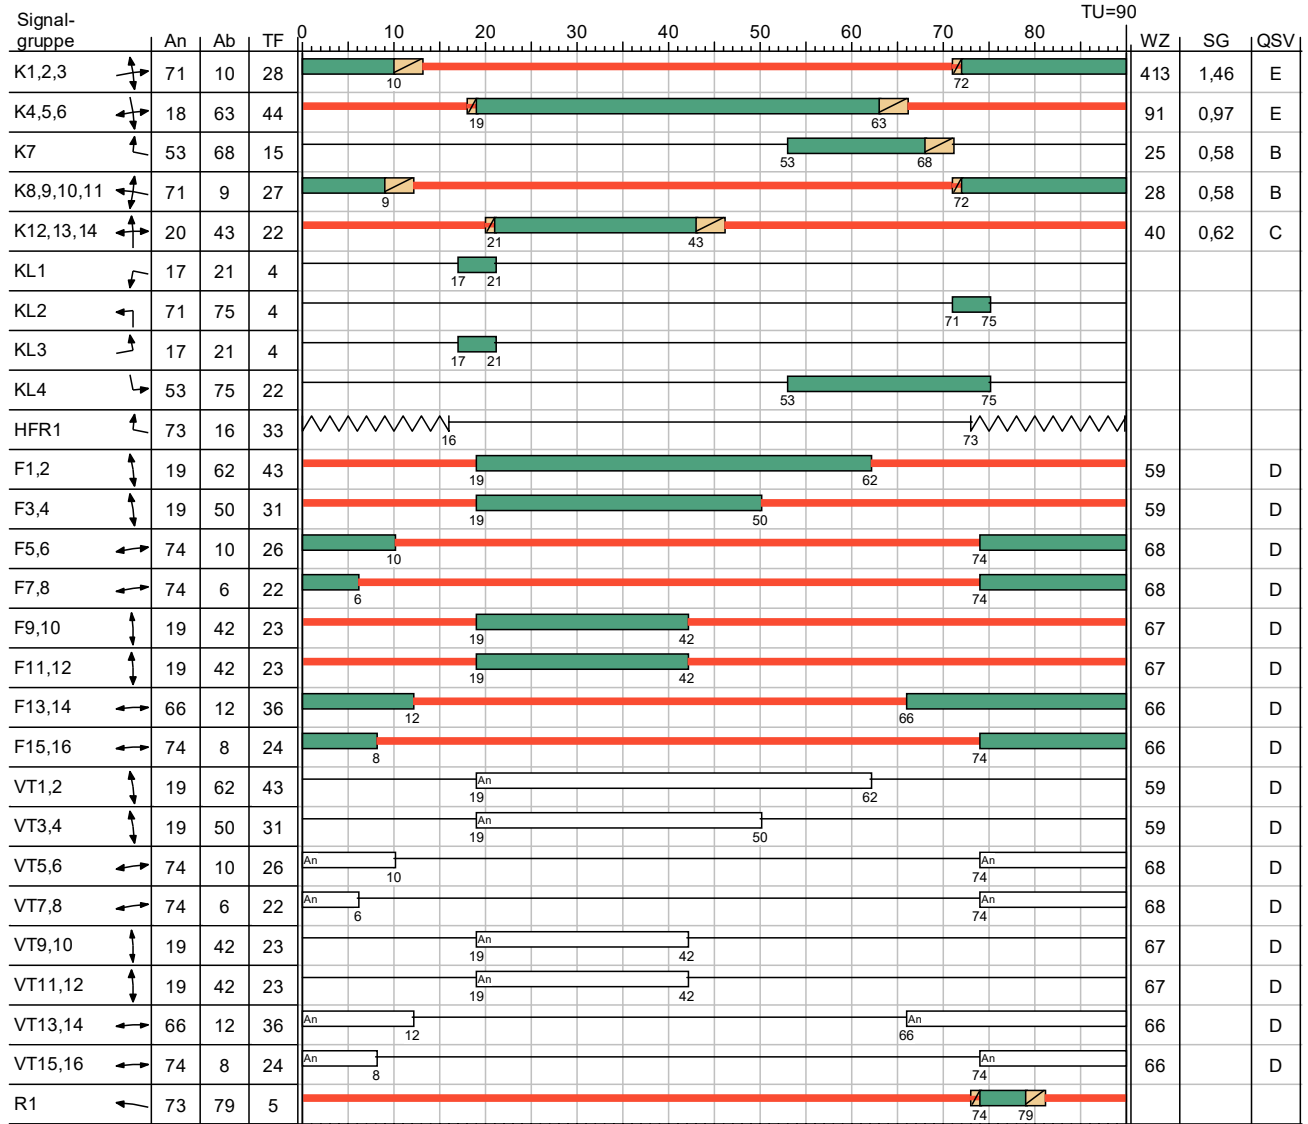 TU=90
Signal-
gruppe An Ab TF 0 10 20 30 40 50 60 70 80 WZ SG QSV
K1,2,3 71 10 28 413 1,46 E
10 72
K4,5,6 18 63 44 91 0,97 E
19 63
K7 53 68 15 25 0,58 B
53 68
K8,9,10,11 71 9 27 28 0,58 B
9 72
K12,13,14 20 43 22 40 0,62 C
21 43
KL1 17 21 4
17 21
KL2 71 75 4
71 75
KL3 17 21 4
17 21
KL4 53 75 22
53 75
HFR1 73 16 33
16 73
F1,2 19 62 43 59 D
19 62
F3,4 19 50 31 59 D
19 50
F5,6 74 10 26 68 D
10 74
F7,8 74 6 22 68 D
6 74
F9,10 19 42 23 67 D
19 42
F11,12 19 42 23 67 D
19 42
F13,14 66 12 36 66 D
12 66
F15,16 74 8 24 66 D
8 74
VT1,2 19 62 43 An 59 D
19 62
VT3,4 19 50 31 An 59 D
19 50
VT5,6 74 10 26 An An 68 D
10 74
VT7,8 74 6 22 An An 68 D
6 74
VT9,10 19 42 23 An 67 D
19 42
VT11,12 19 42 23 An 67 D
19 42
VT13,14 66 12 36 An An 66 D
12 66
VT15,16 74 8 24 An An 66 D
8 74
R1 73 79 5
74 79